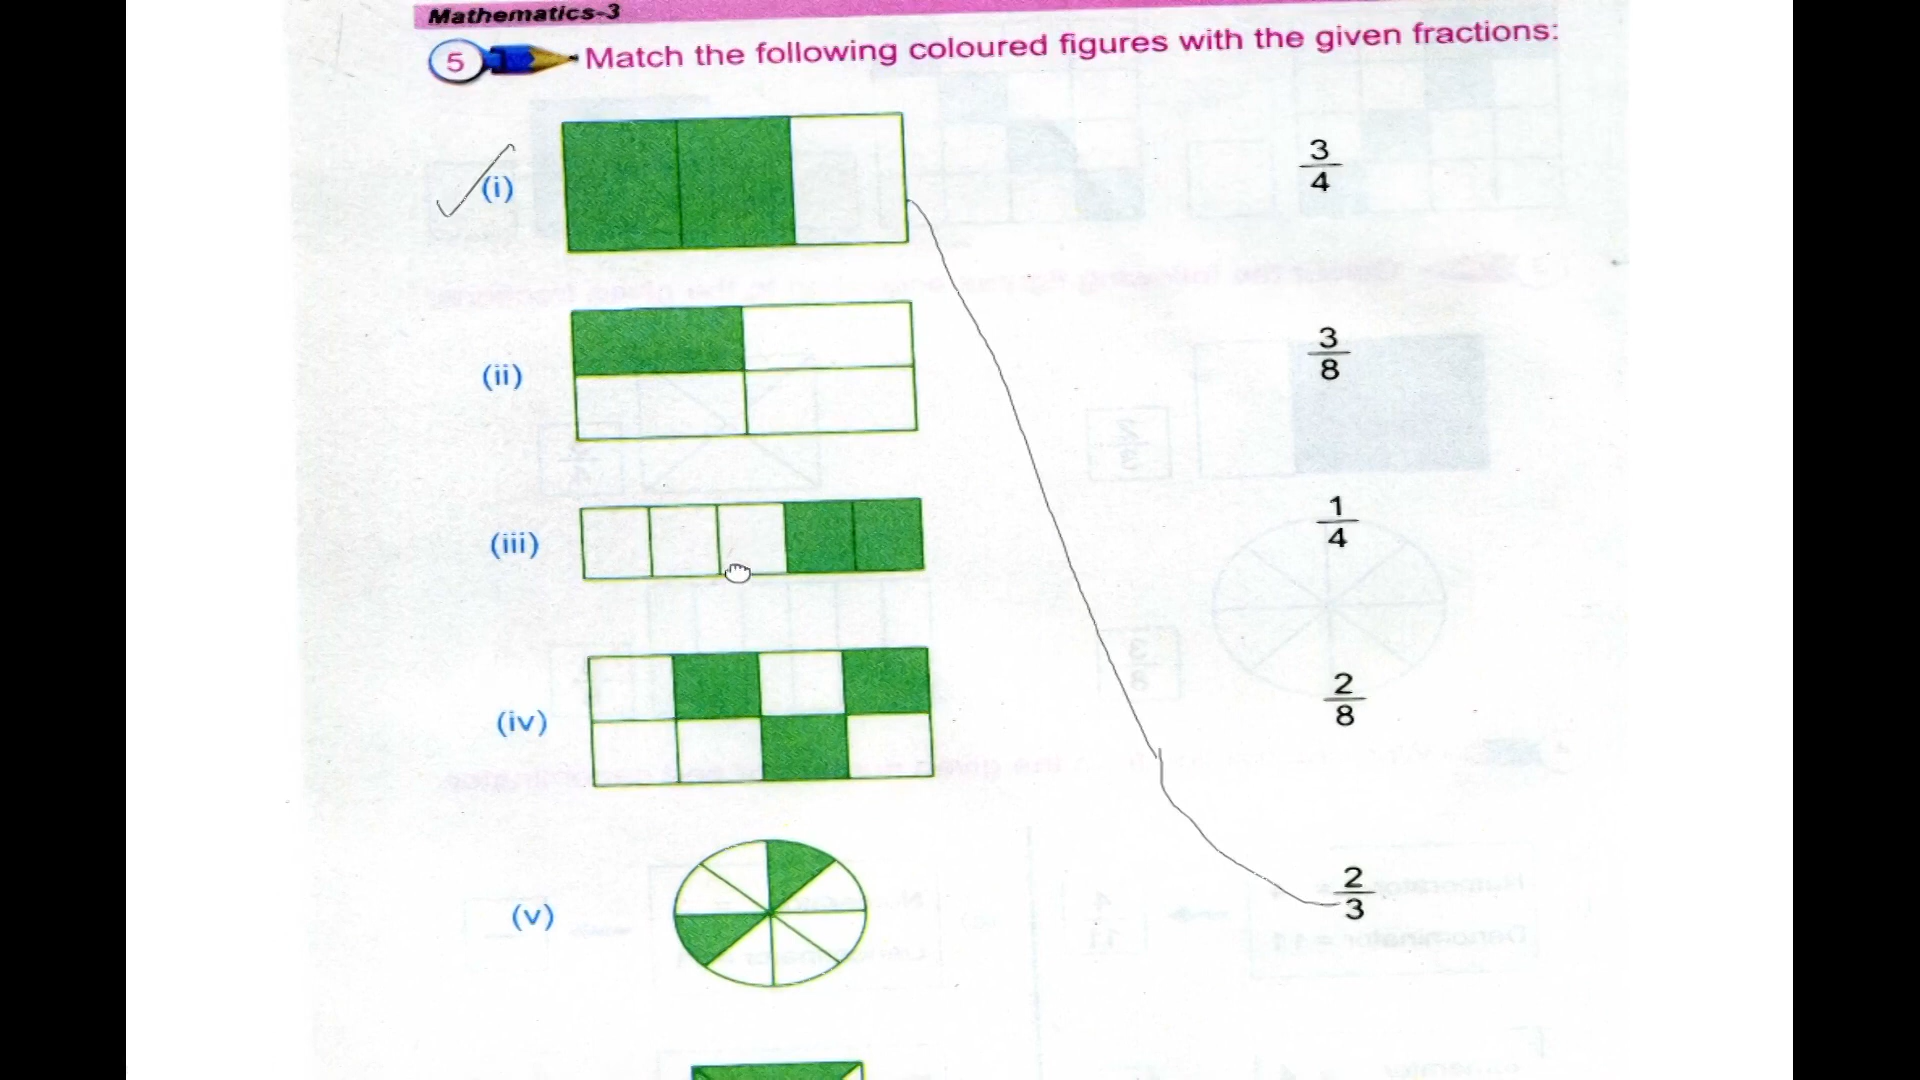 Mathematics-3
5 Match the following coloured figures with the given fractions:
(i)
3
4
(ii)
3
8
(iii)
1
4
(iv)
2
8
(v)
2
3